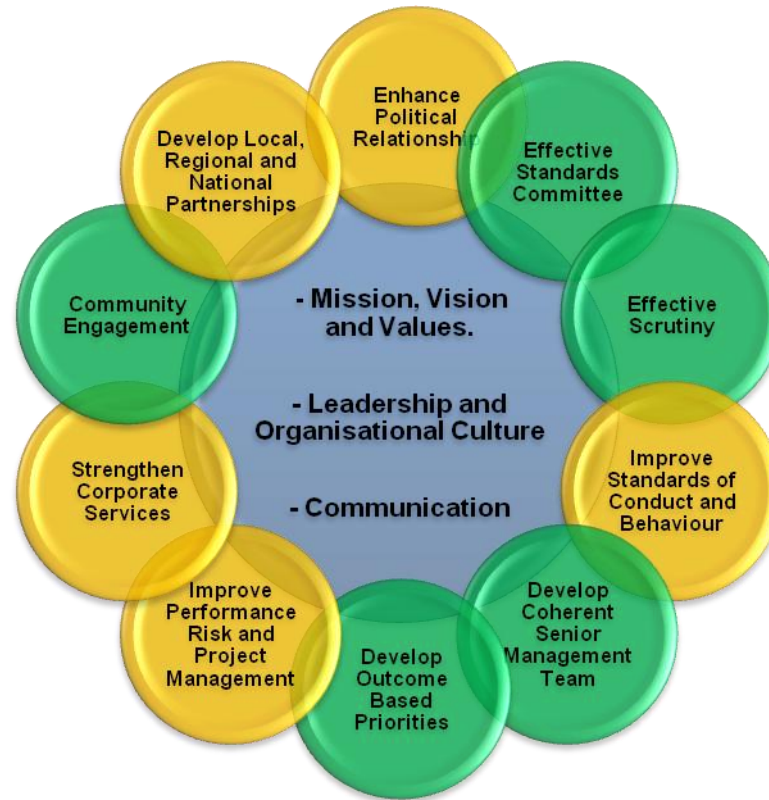 Enhance
Political
Relationship
Effective
Standards
Committee
Effective
Scrutiny
Improve
Standards of
Conduct and
Behaviour
Develop
Coherent
Senior
Management
Team
Develop
Outcome
Based
Priorities
Improve
Performance
Risk and
Project
Management
Strengthen
Corporate
Services
Community
Engagement
Develop Local,
Regional and
National
Partnerships
- Mission, Vision
and Values.
- Leadership and
Organisational Culture
- Communication